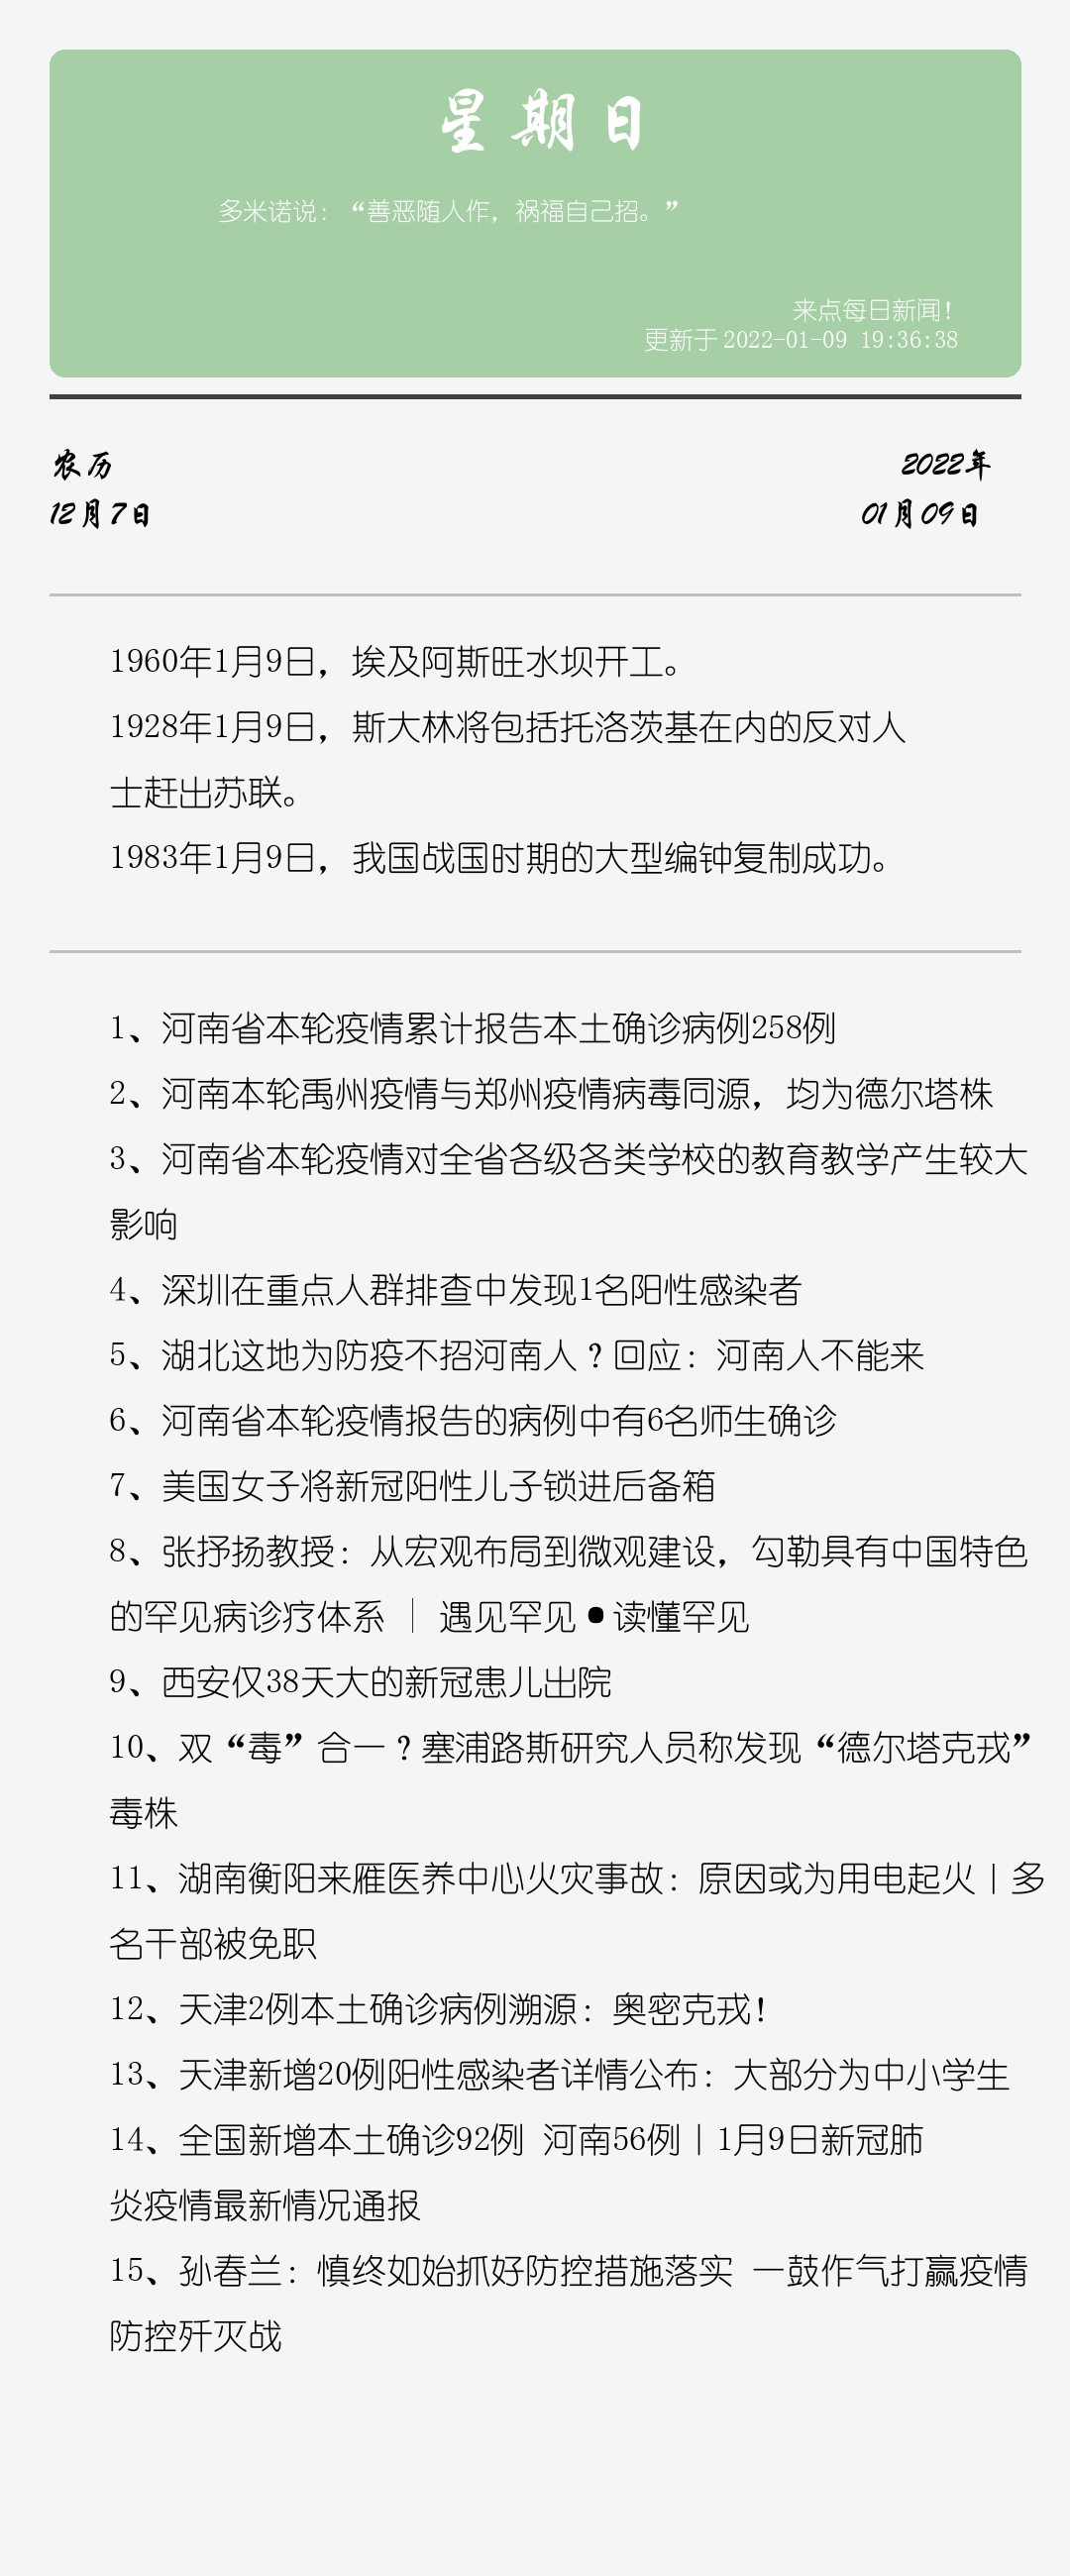 星期日
多米诺说：“善恶随人作，祸福自己招。”
来点每日新闻！
更新于2022-01-09 19:36:38
农历
2022年
12月7日
01月09日
1960年1月9日，埃及阿斯旺水坝开工。
1928年1月9日，斯大林将包括托洛茨基在内的反对人
士赶出苏联。
1983年1月9日，我国战国时期的大型编钟复制成功。
1、河南省本轮疫情累计报告本土确诊病例258例
2、河南本轮禹州疫情与郑州疫情病毒同源，均为德尔塔株
3、河南省本轮疫情对全省各级各类学校的教育教学产生较大
影响
4、深圳在重点人群排查中发现1名阳性感染者
5、湖北这地为防疫不招河南人？回应：河南人不能来
6、河南省本轮疫情报告的病例中有6名师生确诊
7、美国女子将新冠阳性儿子锁进后备箱
8、张抒扬教授：从宏观布局到微观建设，勾勒具有中国特色
的罕见病诊疗体系 ｜ 遇见罕见●读懂罕见
9、西安仅38天大的新冠患儿出院
10、双“毒”合一？塞浦路斯研究人员称发现“德尔塔克戎”
毒株
11、湖南衡阳来雁医养中心火灾事故：原因或为用电起火丨多
名干部被免职
12、天津2例本土确诊病例溯源：奥密克戎！
13、天津新增20例阳性感染者详情公布：大部分为中小学生
14、全国新增本土确诊92例 河南56例丨1月9日新冠肺
炎疫情最新情况通报
15、孙春兰：慎终如始抓好防控措施落实 一鼓作气打赢疫情
防控歼灭战